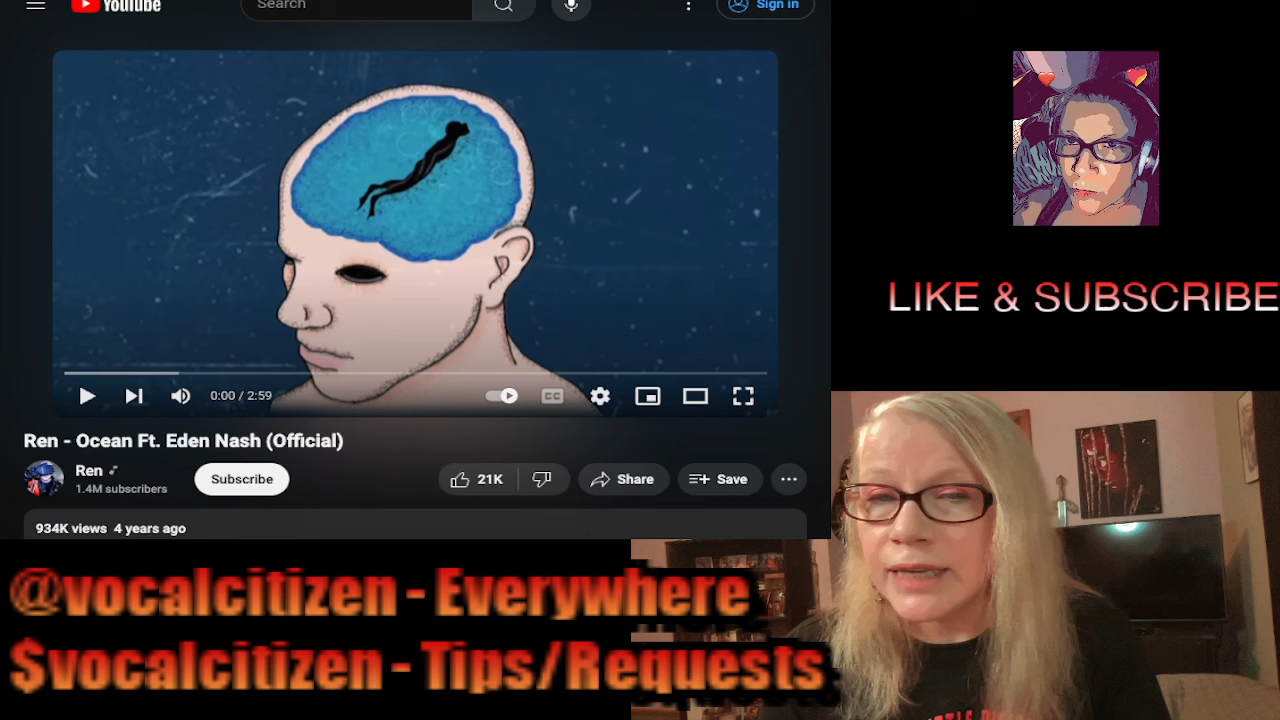 YouTube
Search
Sign in
0:00 / 2:59
CC
Ren - Ocean Ft. Eden Nash (Official)
Ren
1.4M subscribers
Subscribe
21K
Share
Save
934K views 4 years ago
LIKE & SUBSCRIBE
@vocalcitizen - Everywhere
$vocalcitizen - Tips/Requests